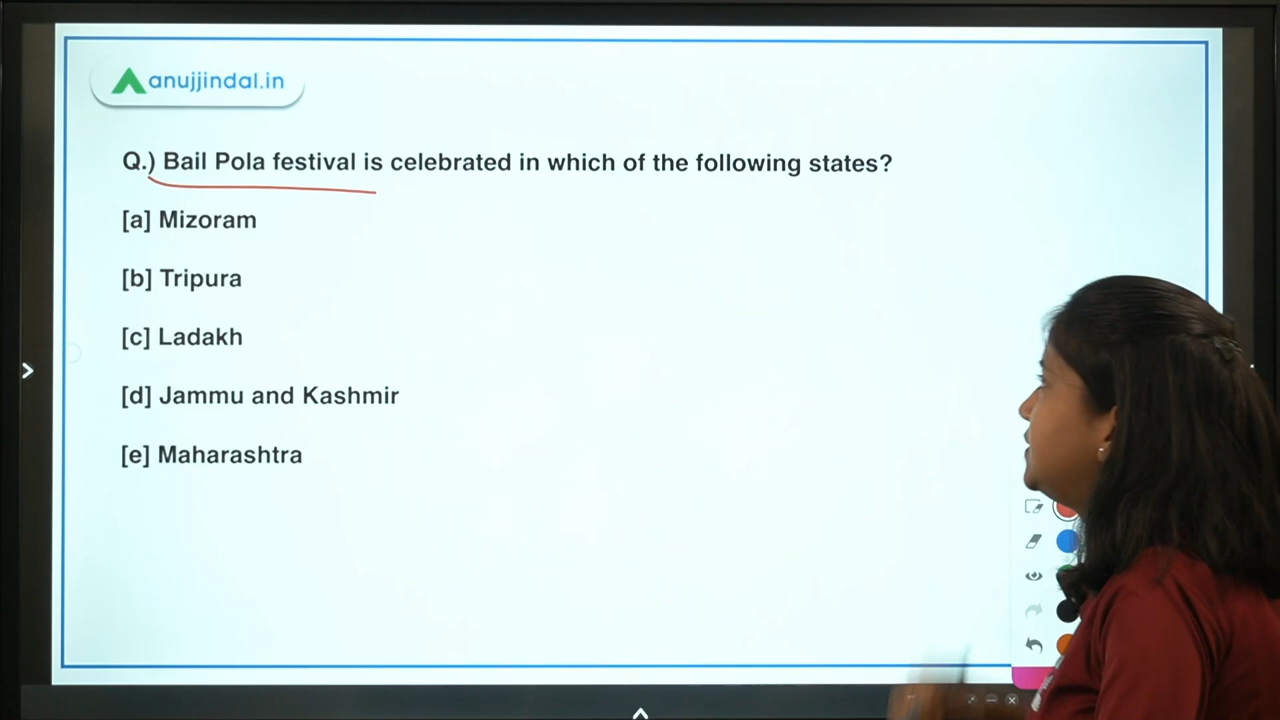 anujjindal.in
Q.) Bail Pola festival is celebrated in which of the following states?
[a] Mizoram
[b] Tripura
[c] Ladakh
[d] Jammu and Kashmir
[e] Maharashtra